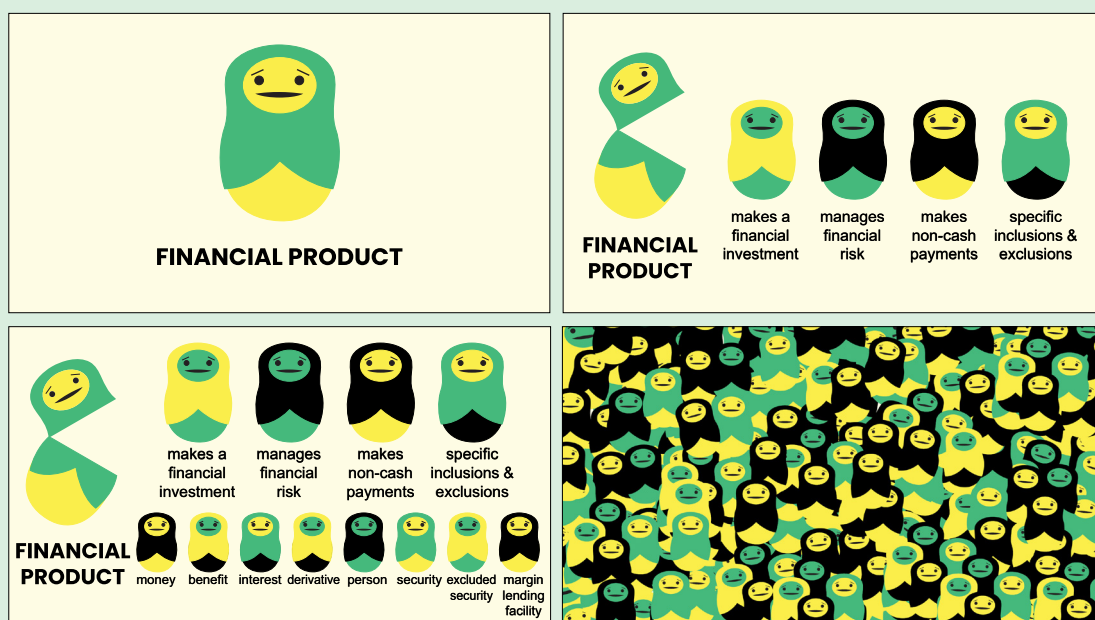 FINANCIAL PRODUCT
FINANCIAL
PRODUCT
makes a
financial
investment
manages
financial
risk
makes
non-cash
payments
specific
inclusions &
exclusions
FINANCIAL
PRODUCT
makes a
financial
investment
manages
financial
risk
makes
non-cash
payments
specific
inclusions &
exclusions
money
benefit
interest
derivative
person
security
excluded
security
margin
lending
facility